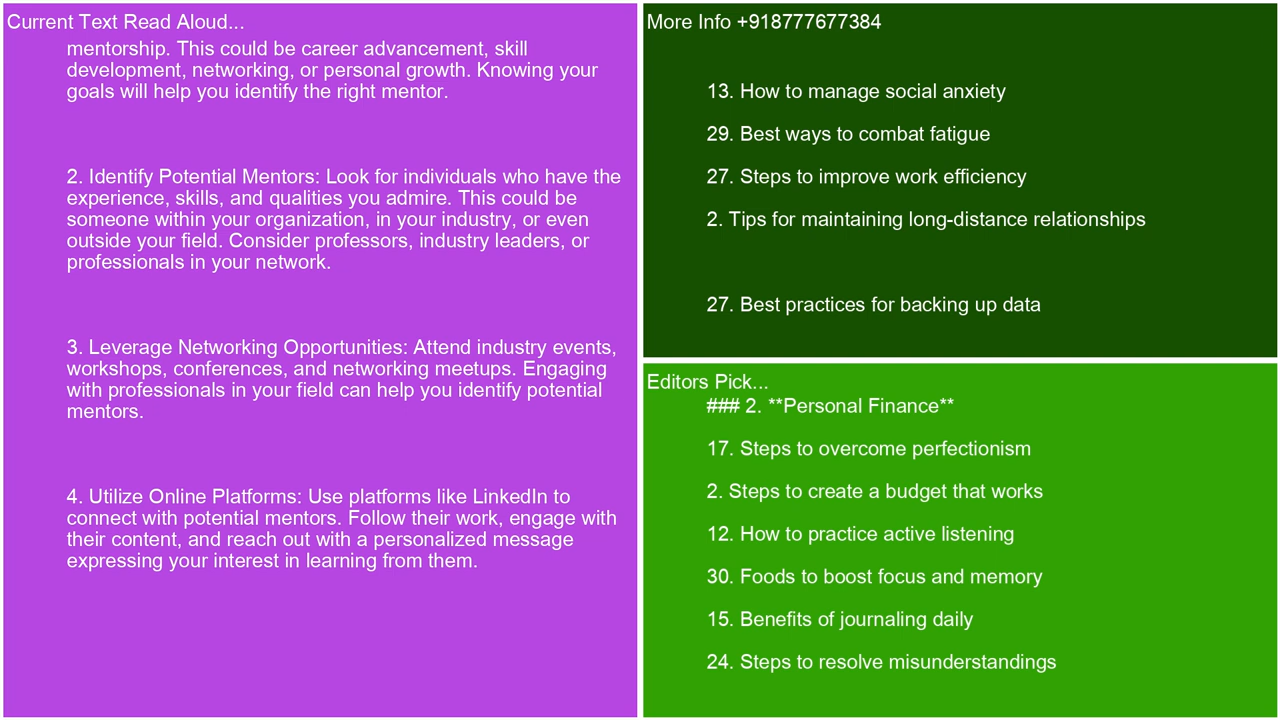 Current Text Read Aloud...
mentorship. This could be career advancement, skill
development, networking, or personal growth. Knowing your
goals will help you identify the right mentor.
2. Identify Potential Mentors: Look for individuals who have the
experience, skills, and qualities you admire. This could be
someone within your organization, in your industry, or even
outside your field. Consider professors, industry leaders, or
professionals in your network.
3. Leverage Networking Opportunities: Attend industry events,
workshops, conferences, and networking meetups. Engaging
with professionals in your field can help you identify potential
mentors.
4. Utilize Online Platforms: Use platforms like LinkedIn to
connect with potential mentors. Follow their work, engage with
their content, and reach out with a personalized message
expressing your interest in learning from them.
More Info +918777677384
13. How to manage social anxiety
29. Best ways to combat fatigue
27. Steps to improve work efficiency
2. Tips for maintaining long-distance relationships
27. Best practices for backing up data
Editors Pick...
### 2. **Personal Finance**
17. Steps to overcome perfectionism
2. Steps to create a budget that works
12. How to practice active listening
30. Foods to boost focus and memory
15. Benefits of journaling daily
24. Steps to resolve misunderstandings